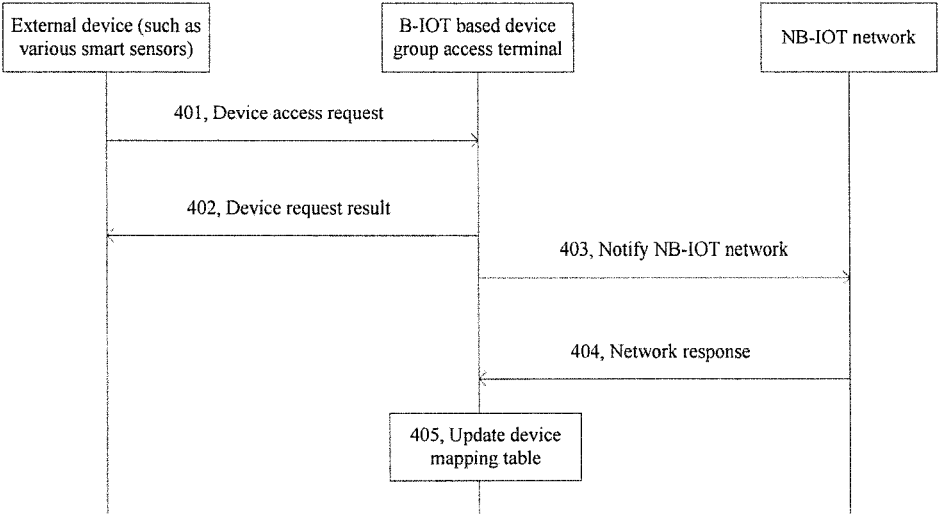 External device (such as
various smart sensors)
B-IOT based device
group access terminal
NB-IOT network
401, Device access request
402, Device request result
403, Notify NB-IOT network
404, Network response
405, Update device
mapping table